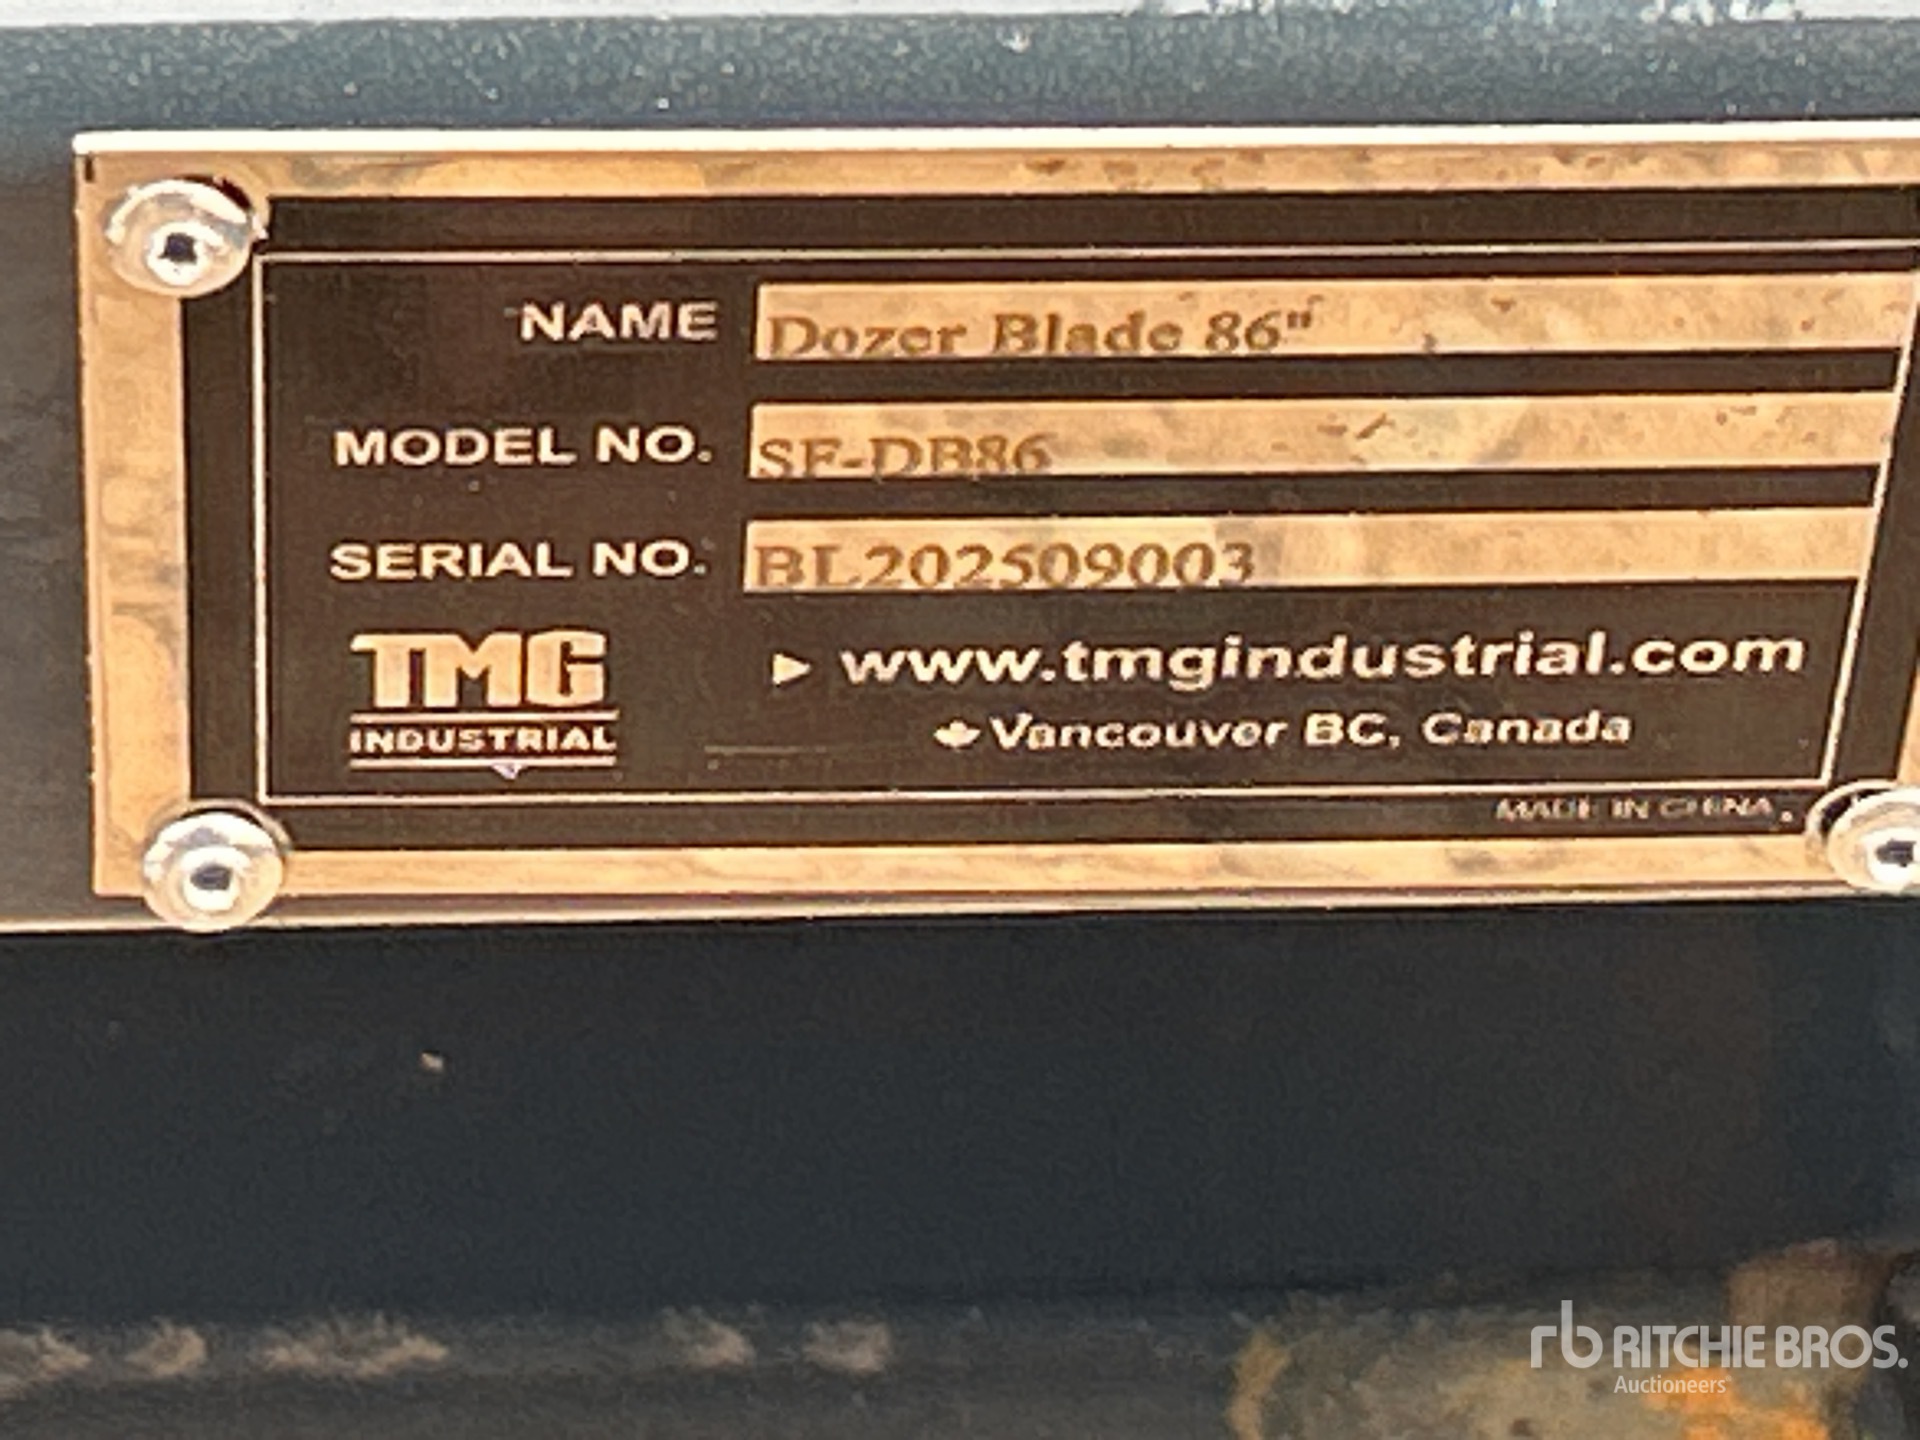 NAME Dozer Blade 86"
MODEL NO. SF-DB86
SERIAL NO. BL202509003
TMG
INDUSTRIAL
www.tmgindustrial.com
Vancouver BC, Canada
MADE IN CHINA.
rb RITCHIE BROS.
Auctioneers